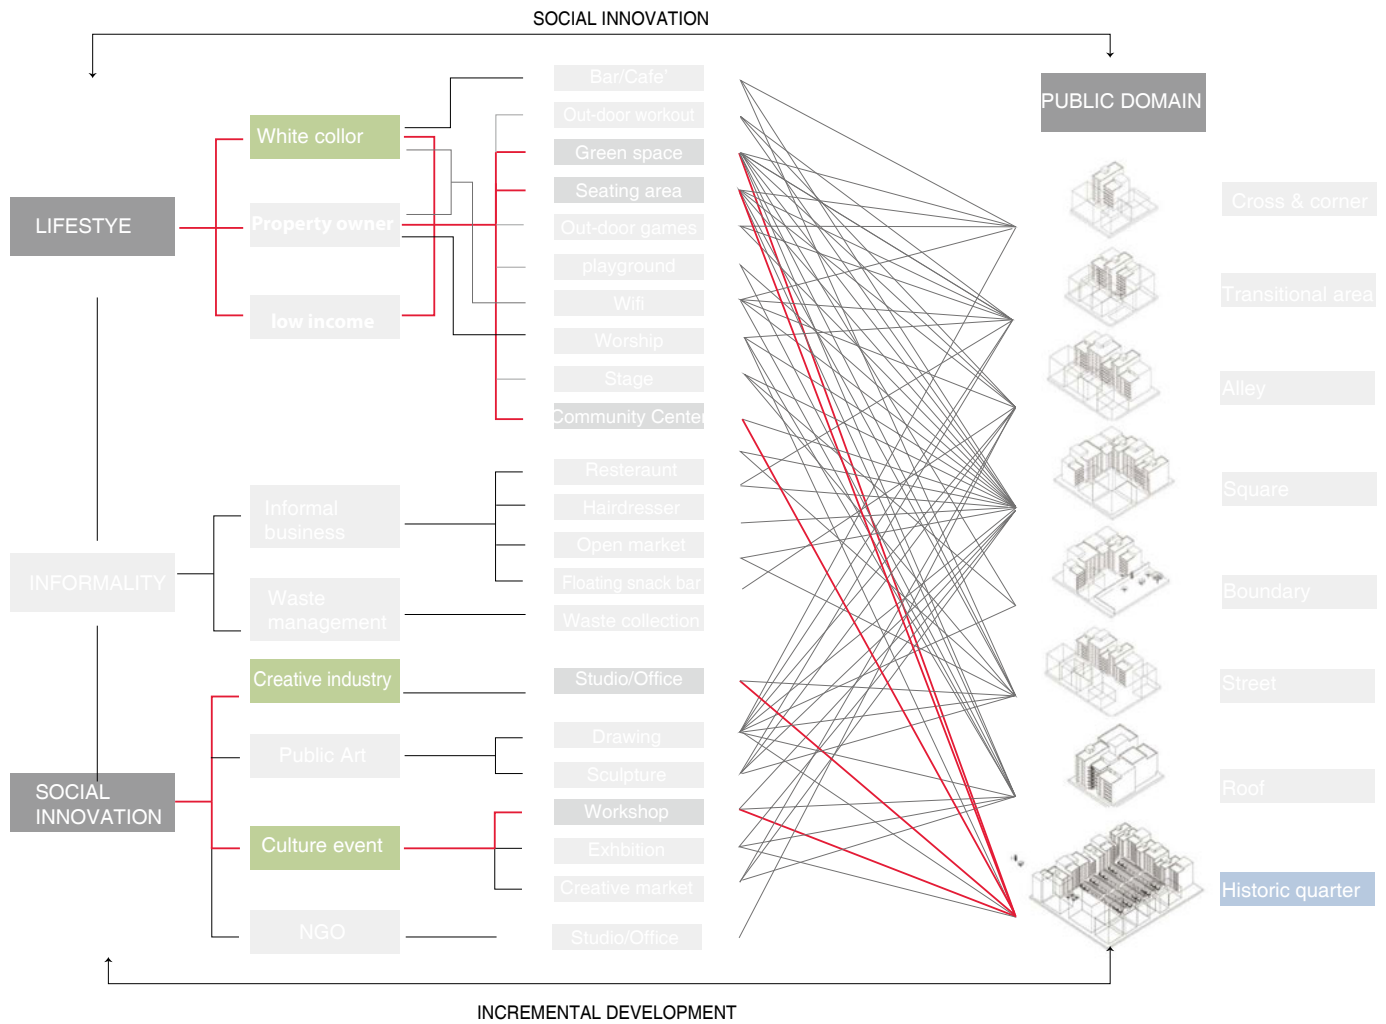 SOCIAL INNOVATION
PUBLIC DOMAIN
LIFESTYE
White collor
Property owner
low income
Bar/Cafe'
Out-door workout
Green space
Seating area
Out-door games
playground
Wifi
Worship
Stage
Community Center
INFORMALITY
Informal
business
Waste
management
Resteraunt
Hairdresser
Open market
Floating snack bar
Waste collection
SOCIAL
INNOVATION
Creative industry
Public Art
Culture event
NGO
Studio/Office
Drawing
Sculpture
Workshop
Exhbition
Creative market
Studio/Office
Cross & corner
Transitional area
Alley
Square
Boundary
Street
Roof
Historic quarter
INCREMENTAL DEVELOPMENT